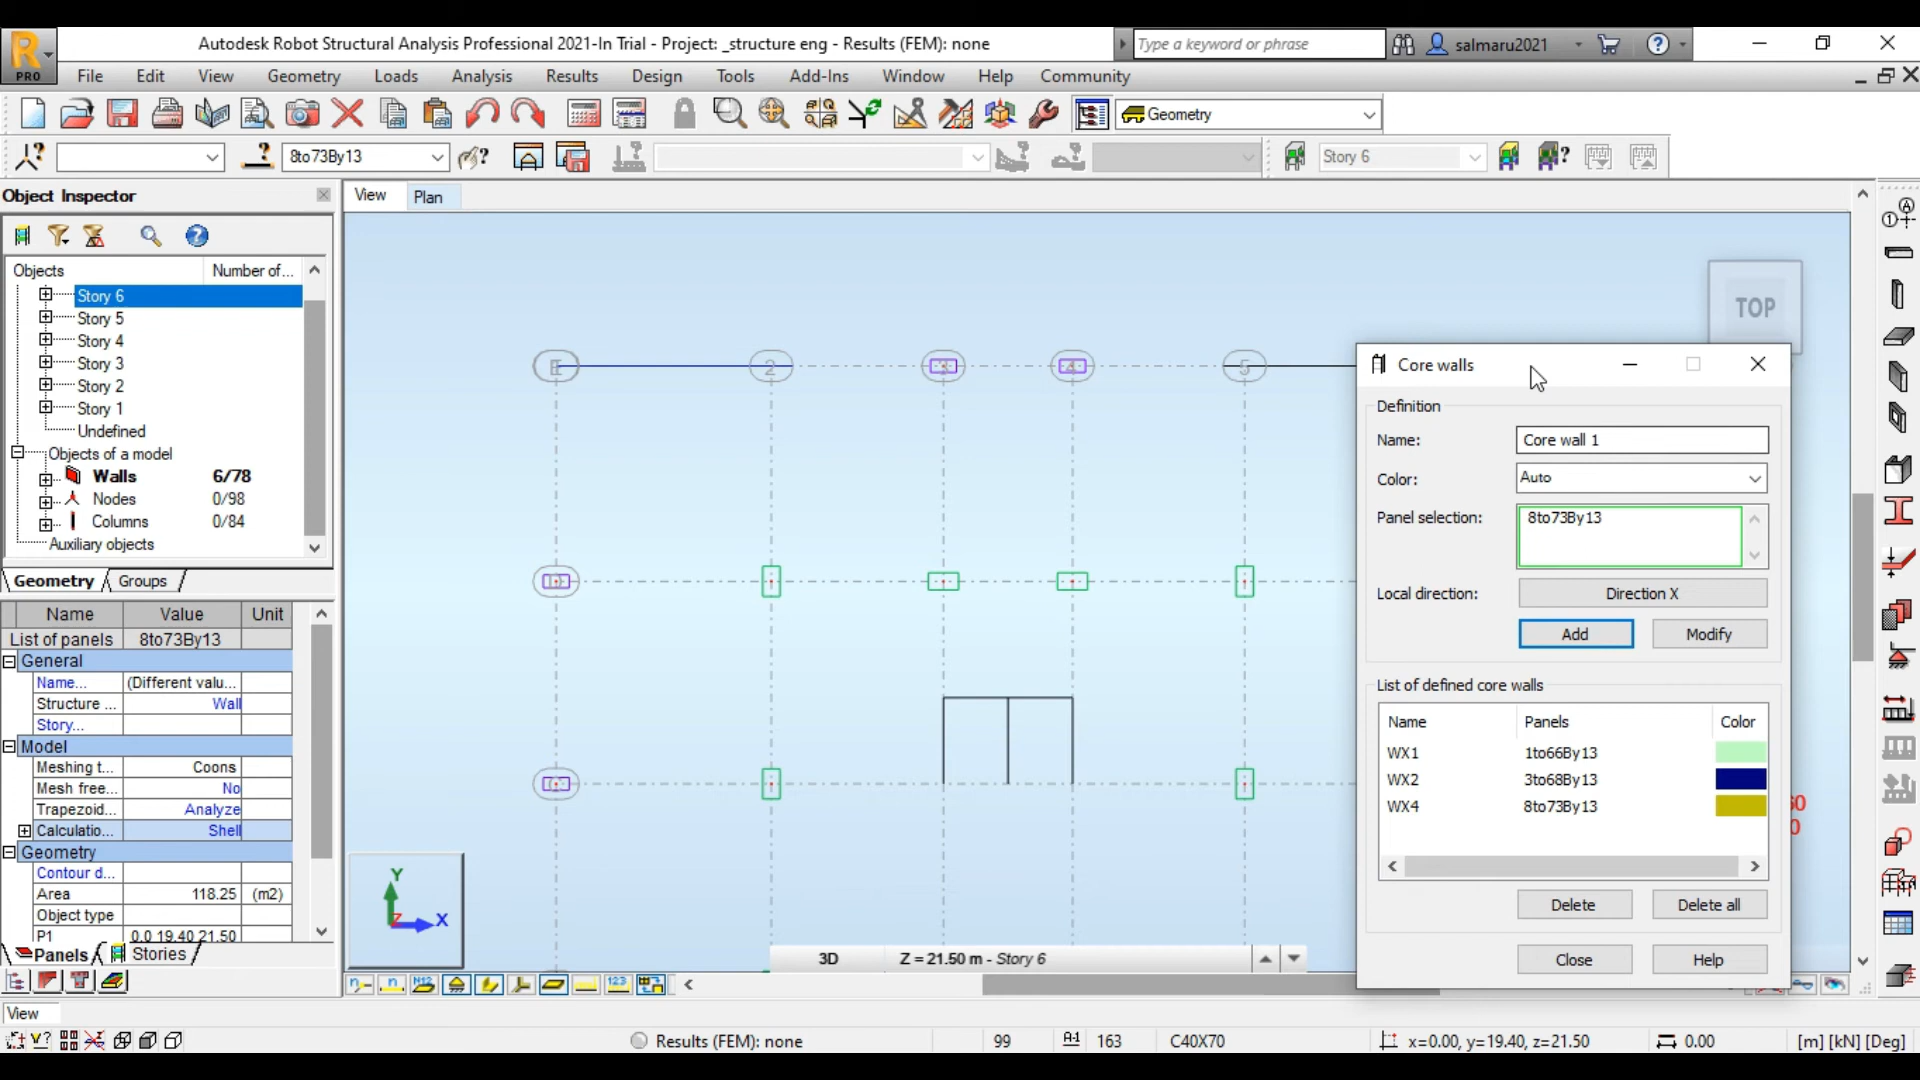 Autodesk Robot Structural Analysis Professional 2021-In Trial - Project: _structure eng - Results (FEM): none
Type a keyword or phrase
salmaru2021
PRO
File Edit View Geometry Loads Analysis Results Design Tools Add-Ins Window Help Community
Geometry
8to73By13
Story 6
Object Inspector
View
Plan
Objects
Number of...
Story 6
Story 5
Story 4
Story 3
Story 2
Story 1
Undefined
Objects of a model
Walls 6/78
Nodes 0/98
Columns 0/84
Auxiliary objects
Geometry
Groups
Name Value Unit
List of panels 8to73By13
General
Name... (Different valu...
Structure ... Wall
Story...
Model
Meshing t... Coons
Mesh free... No
Trapezoid... Analyze
Calculatio... Shell
Geometry
Contour d...
Area 118.25 (m2)
Object type
P1 0.0 19.40 21.50
Panels
Stories
TOP
2
3
4
5
Y
Z
X
3D
Z = 21.50 m - Story 6
Core walls
Definition
Name: Core wall 1
Color: Auto
Panel selection: 8to73By13
Local direction: Direction X
Add
Modify
List of defined core walls
Name Panels Color
WX1 1to66By13
WX2 3to68By13
WX4 8to73By13
Delete
Delete all
Close
Help
View
Results (FEM): none
99
163
C40X70
x=0.00, y=19.40, z=21.50
0.00
[m] [kN] [Deg]